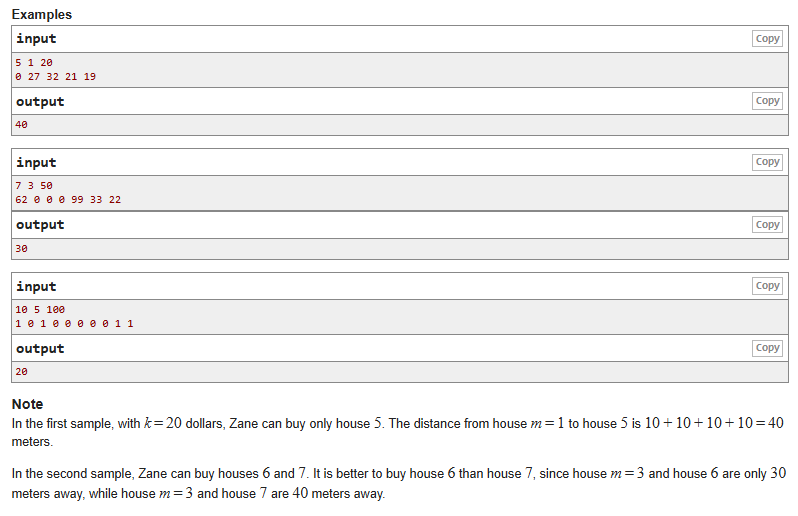 Examples
input
Copy
5 1 20
0 27 32 21 19
output
Copy
40
input
Copy
7 3 50
62 0 0 0 99 33 22
output
Copy
30
input
Copy
10 5 100
1 0 1 0 0 0 0 0 1 1
output
Copy
20
Note
In the first sample, with k = 20 dollars, Zane can buy only house 5. The distance from house m = 1 to house 5 is 10 + 10 + 10 + 10 = 40
meters.
In the second sample, Zane can buy houses 6 and 7. It is better to buy house 6 than house 7, since house m = 3 and house 6 are only 30
meters away, while house m = 3 and house 7 are 40 meters away.